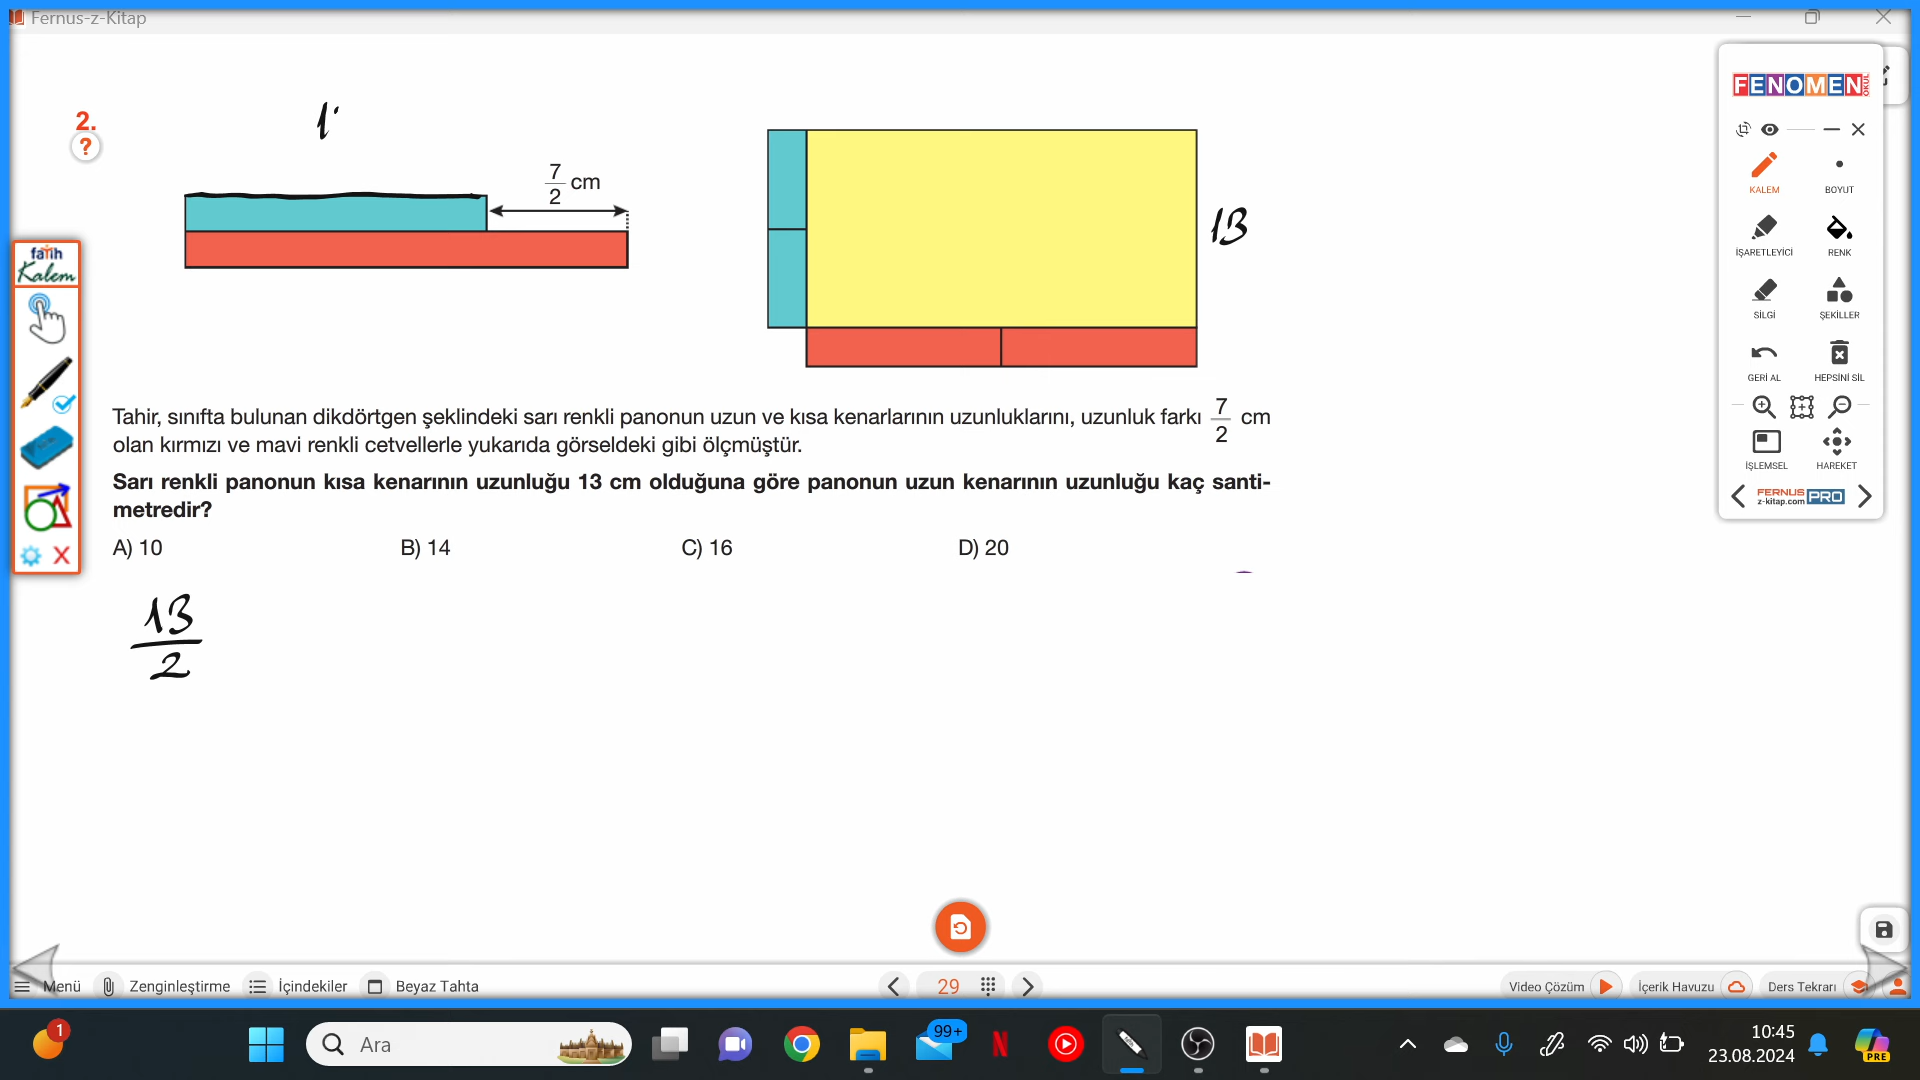 Fernus-z-Kitap
2.
?
7
2
cm
13
FENOMEN
OKUL
KALEM
BOYUT
İŞARETLEYİCİ
RENK
SİLGİ
ŞEKİLLER
GERİ AL
HEPSİNİ SİL
İŞLEMSEL
HAREKET
FERNUS
z-kitap.com
PRO
fatih
Kalem
Tahir, sınıfta bulunan dikdörtgen şeklindeki sarı renkli panonun uzun ve kısa kenarlarının uzunluklarını, uzunluk farkı 7/2 cm
olan kırmızı ve mavi renkli cetvellerle yukarıda görseldeki gibi ölçmüştür.
Sarı renkli panonun kısa kenarının uzunluğu 13 cm olduğuna göre panonun uzun kenarının uzunluğu kaç santi-
metredir?
A) 10 B) 14 C) 16 D) 20
13
2
Menü Zenginleştirme İçindekiler Beyaz Tahta 29 Video Çözüm İçerik Havuzu Ders Tekrarı
1
Ara
99+
10:45
23.08.2024
PRE